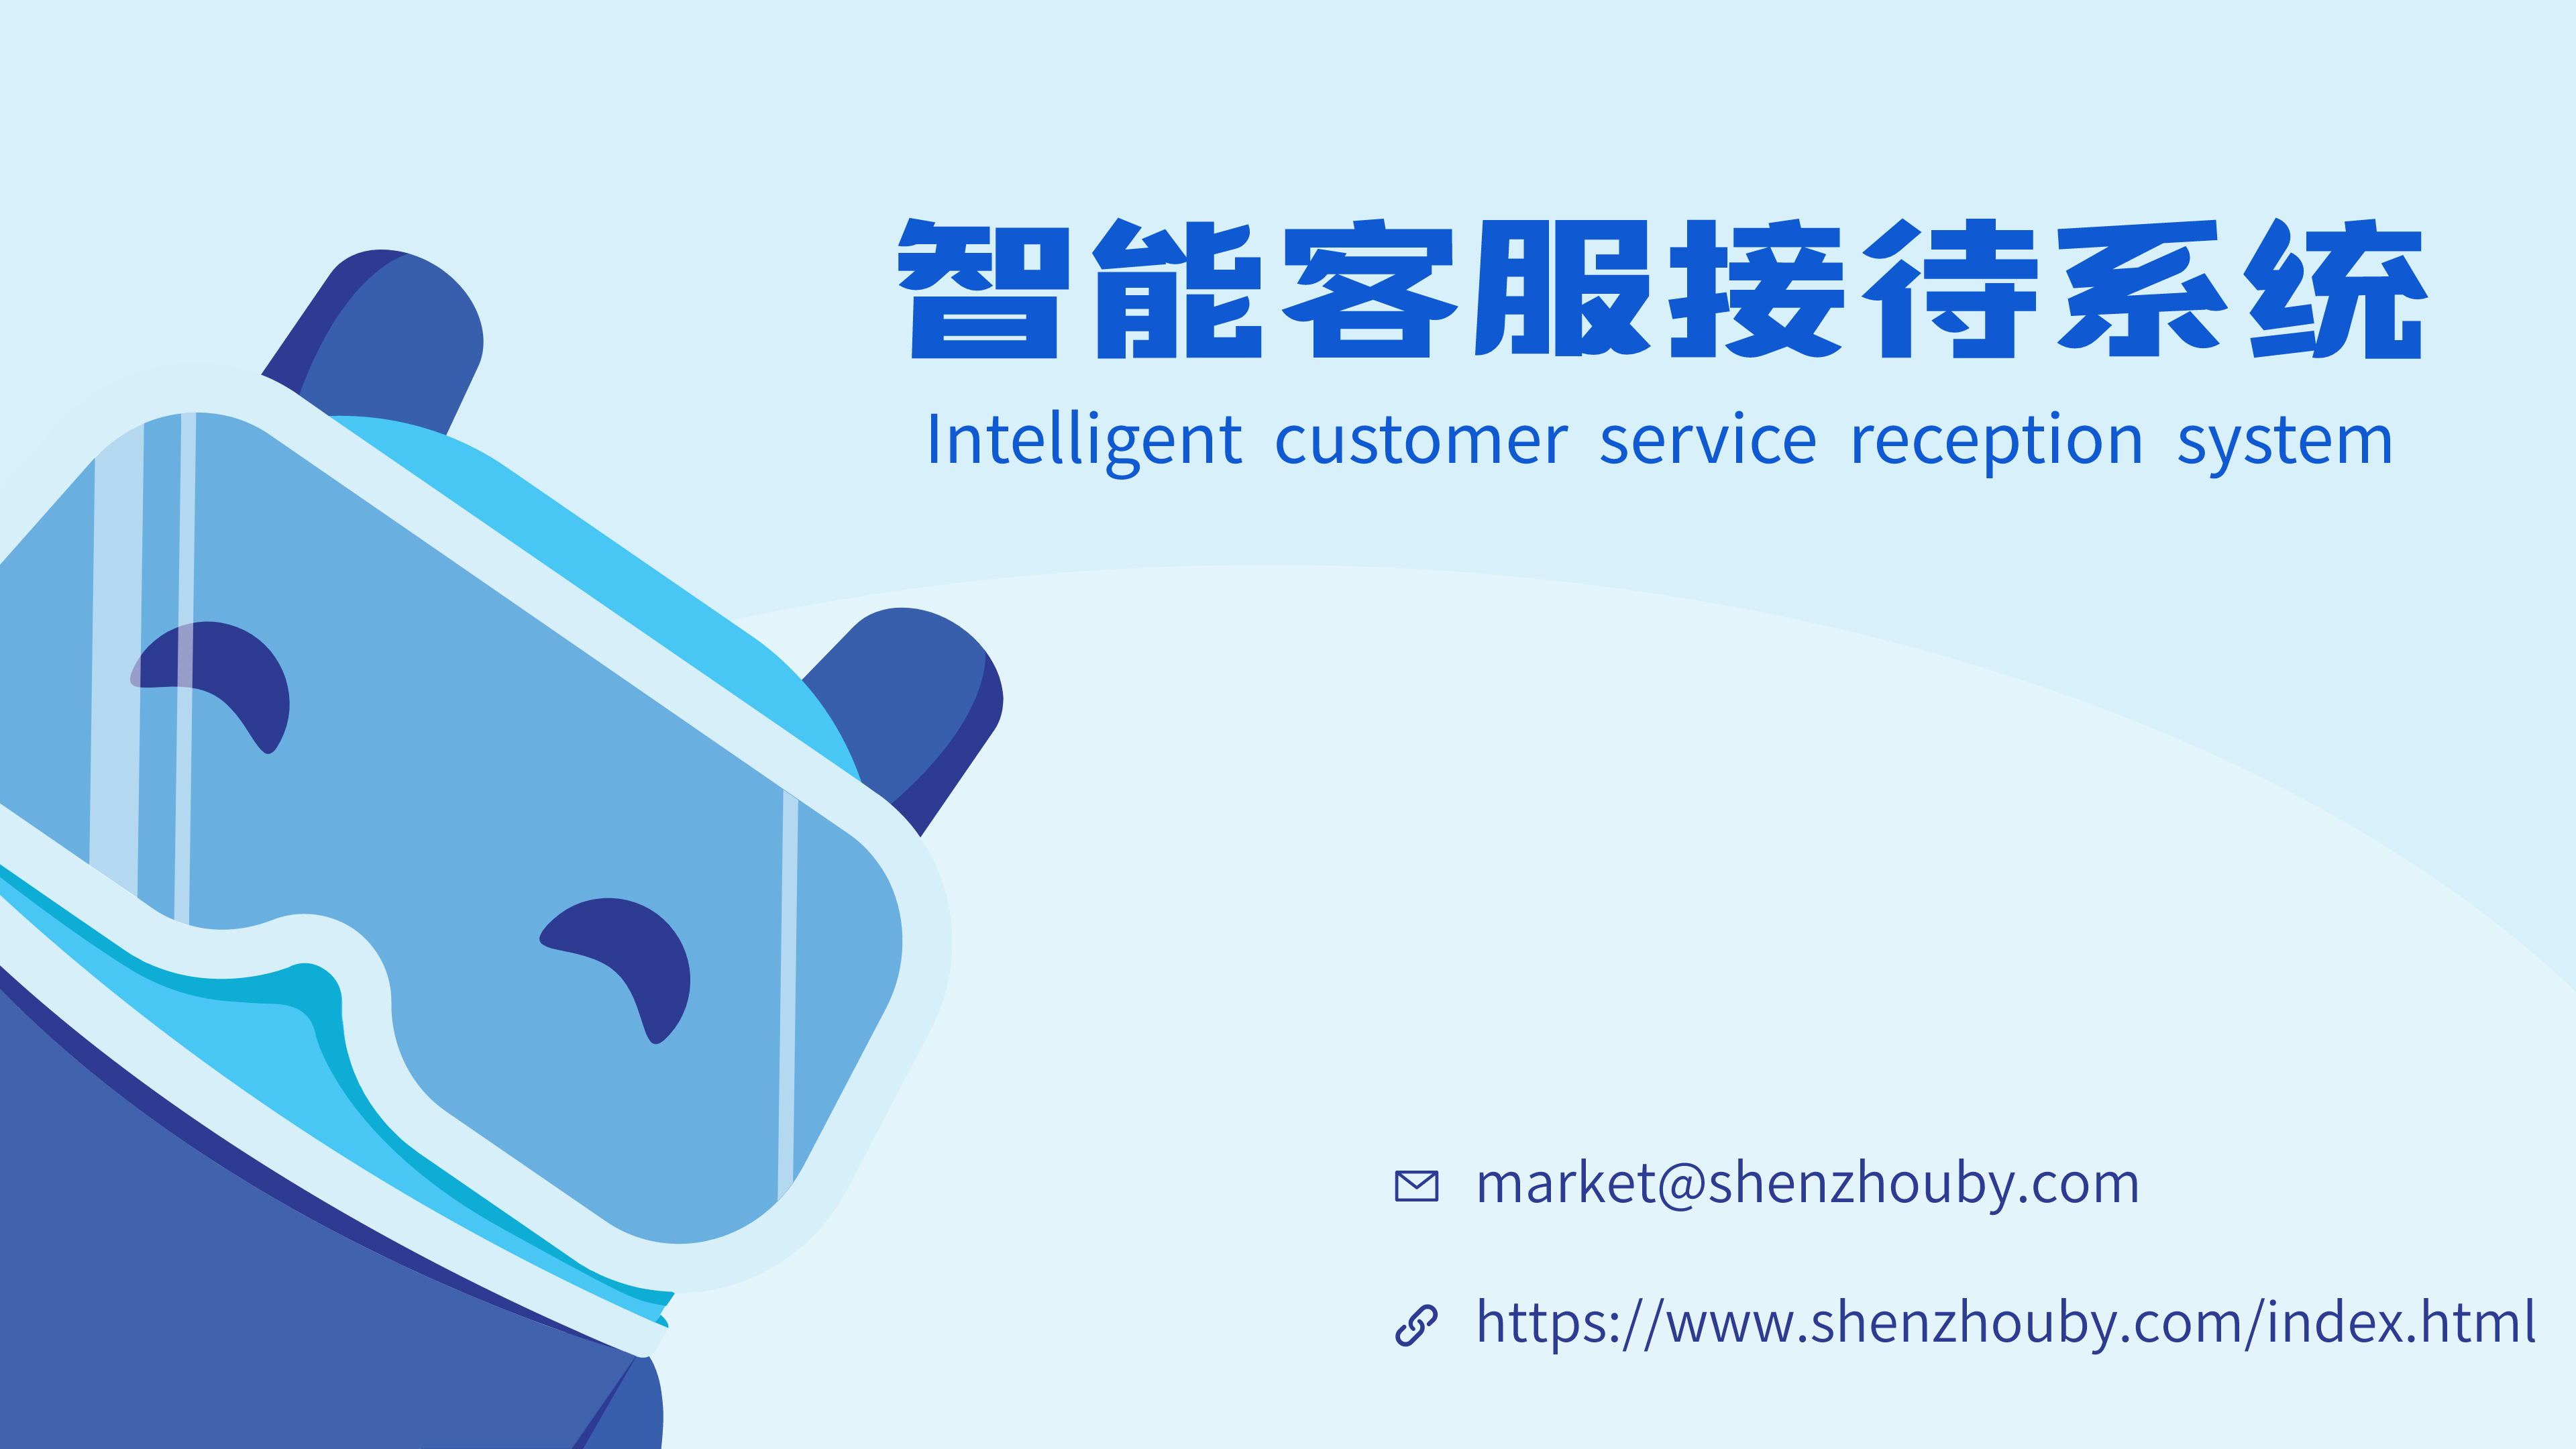 智能客服接待系统
Intelligent customer service reception system
market@shenzhouby.com
https://www.shenzhouby.com/index.html